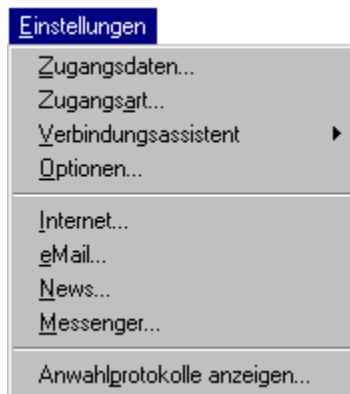 Einstellungen
Zugangsdaten...
Zugangsart...
Verbindungsassistent
Optionen...
Internet...
eMail...
News...
Messenger...
Anwahlprotokolle anzeigen...